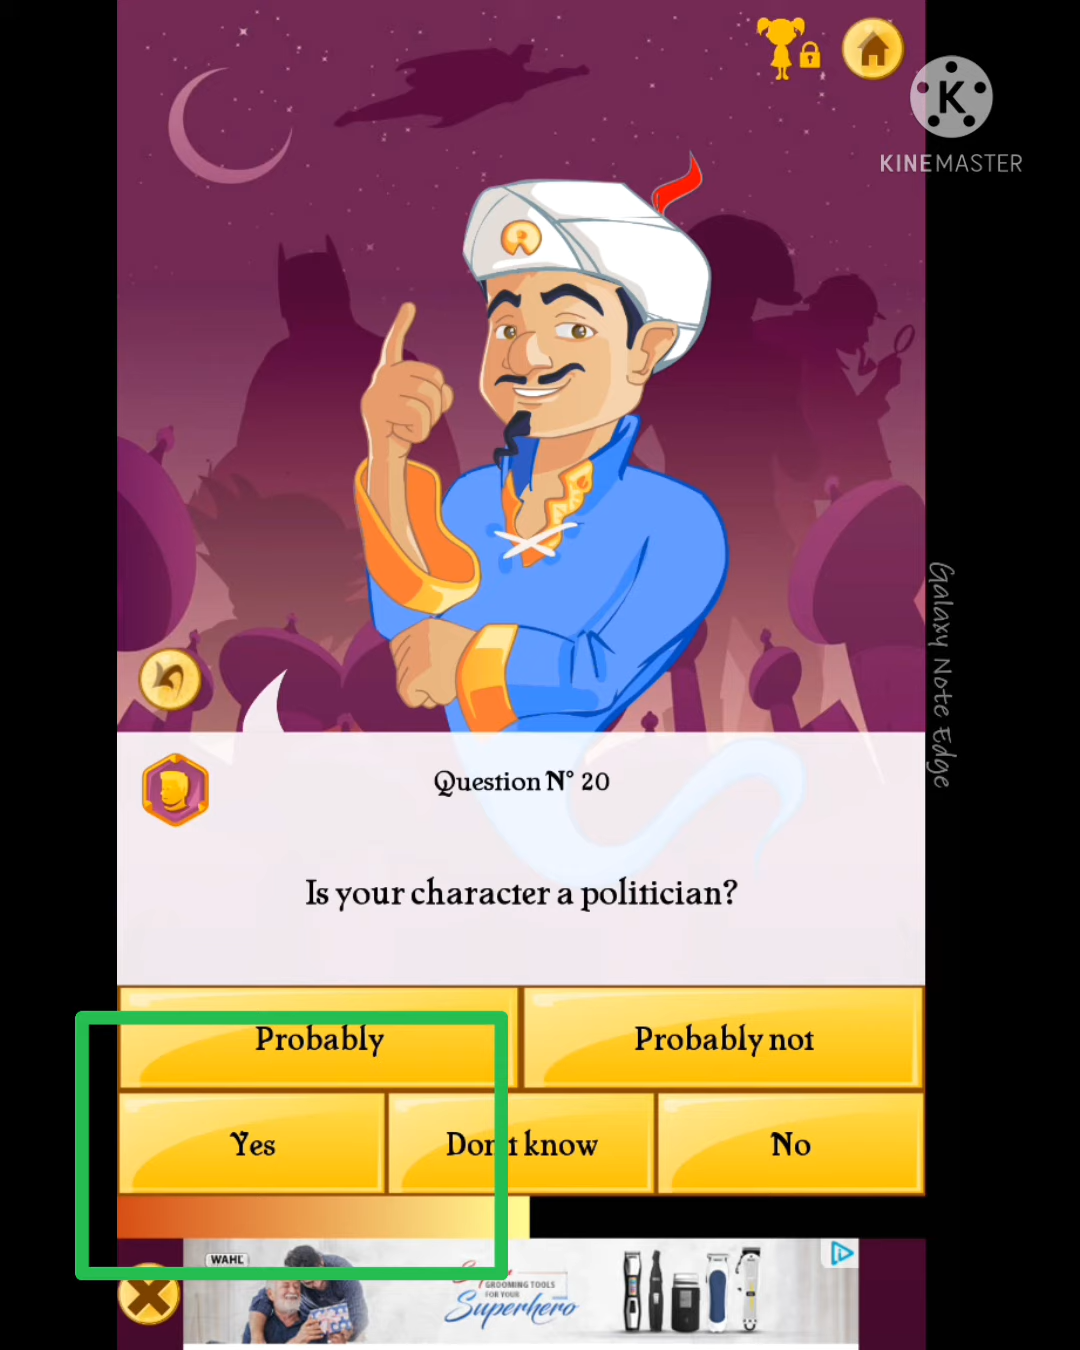 KINEMASTER
Galaxy Note Edge
Question N° 20
Is your character a politician?
Probably
Probably not
Yes
Don't know
No
WAHL
GROOMING TOOLS
FOR YOUR
Superhero